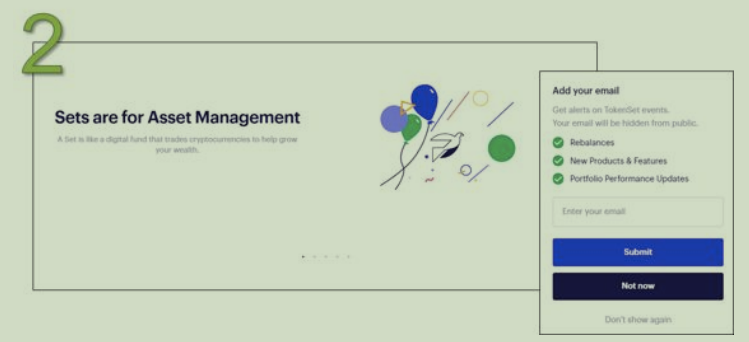 2
Sets are for Asset Management
A Set is like a digital fund that trades cryptocurrencies to help grow
your wealth.
Add your email
Get alerts on TokenSet events.
Your email will be hidden from public.
Rebalances
New Products & Features
Portfolio Performance Updates
Enter your email
Submit
Not now
Don't show again